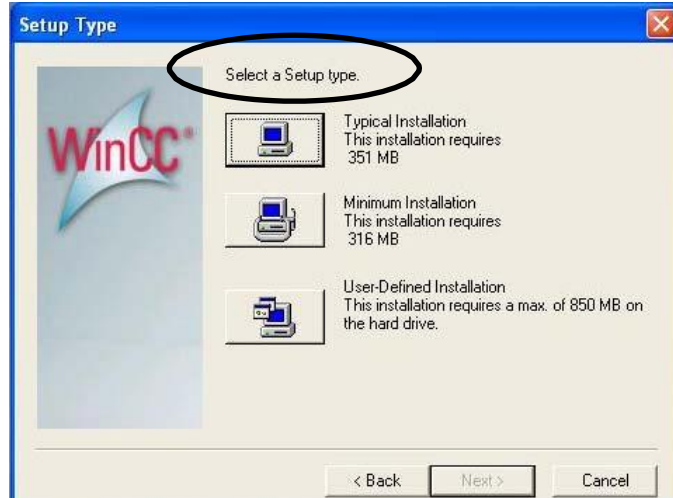 Setup Type
Select a Setup type.
WinCC®
Typical Installation
This installation requires
351 MB
Minimum Installation
This installation requires
316 MB
User-Defined Installation
This installation requires a max. of 850 MB on
the hard drive.
< Back
Next >
Cancel